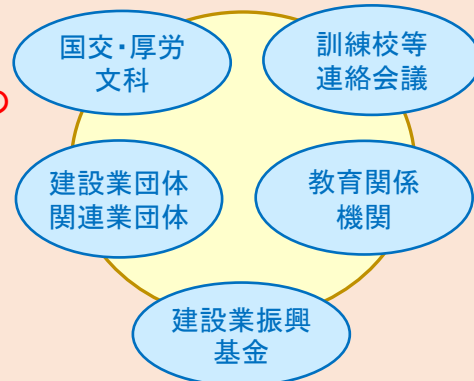 国交・厚労
文科
訓練校等
連絡会議
建設業団体
関連業団体
教育関係
機関
建設業振興
基金